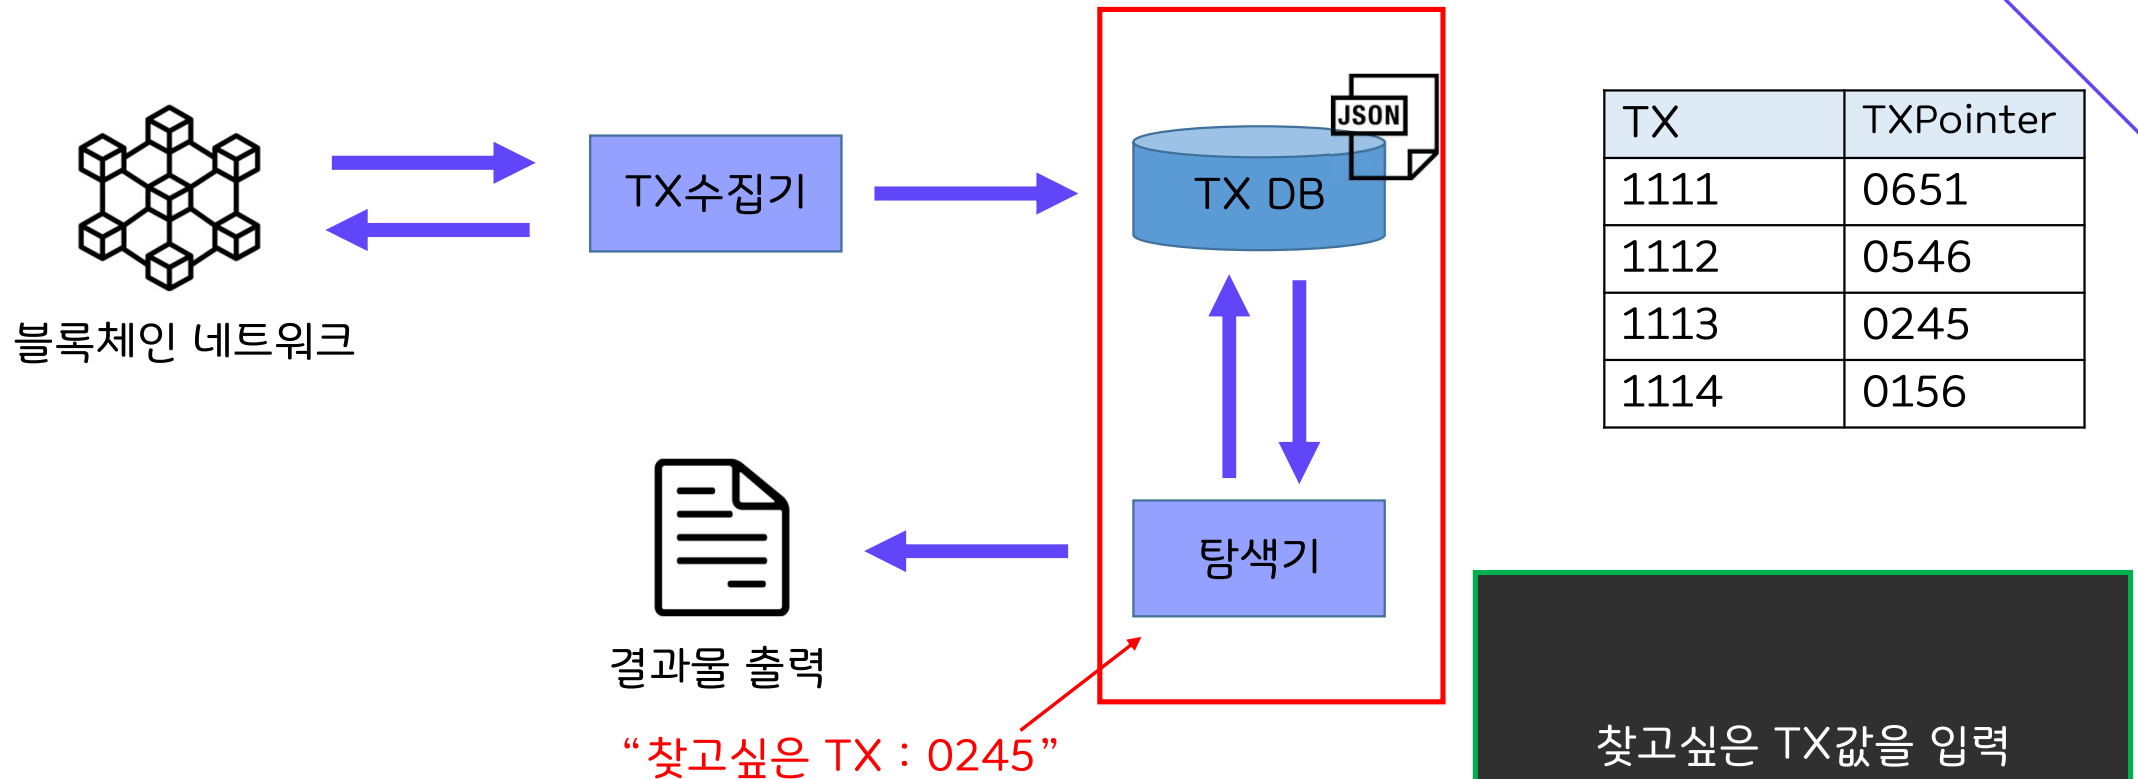 블록체인 네트워크
TX수집기
JSON
TX DB
탐색기
결과물 출력
“찾고싶은 TX : 0245”
TX TXPointer
1111 0651
1112 0546
1113 0245
1114 0156
찾고싶은 TX값을 입력